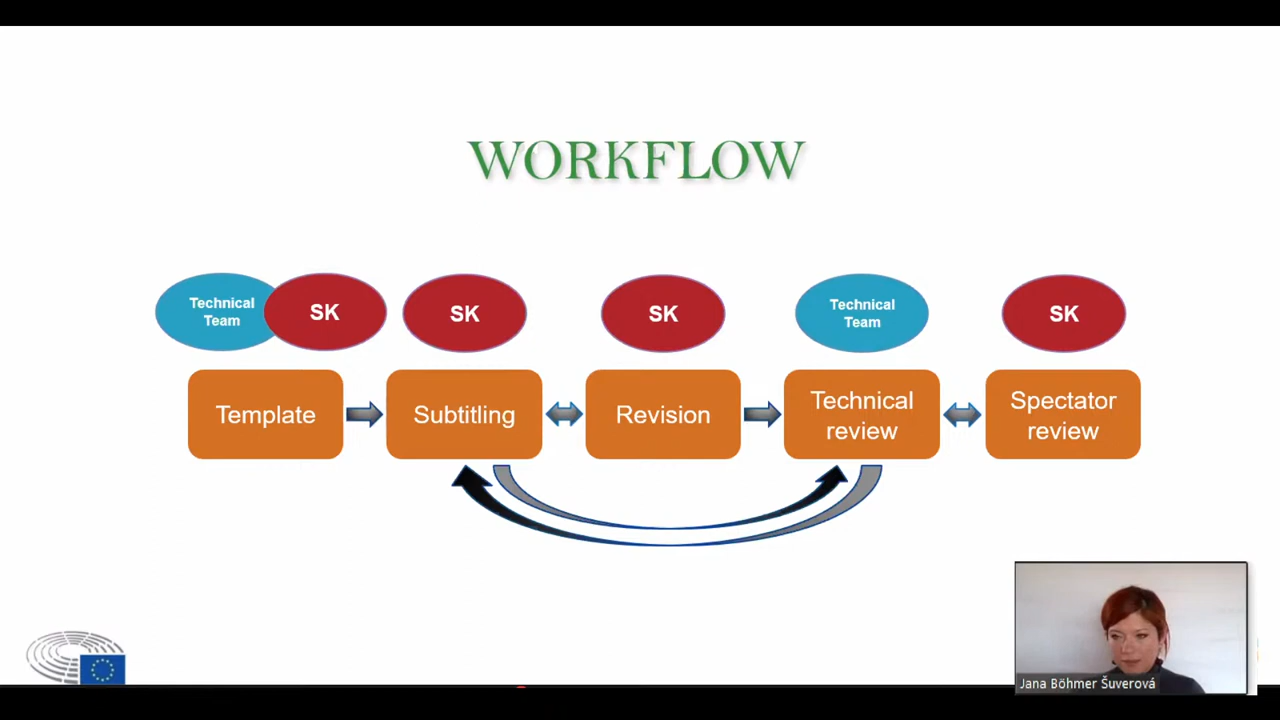 WORKFLOW
Technical
Team
SK
SK
SK
Technical
Team
SK
Template
Subtitling
Revision
Technical
review
Spectator
review
Jana Böhmer Šuverová